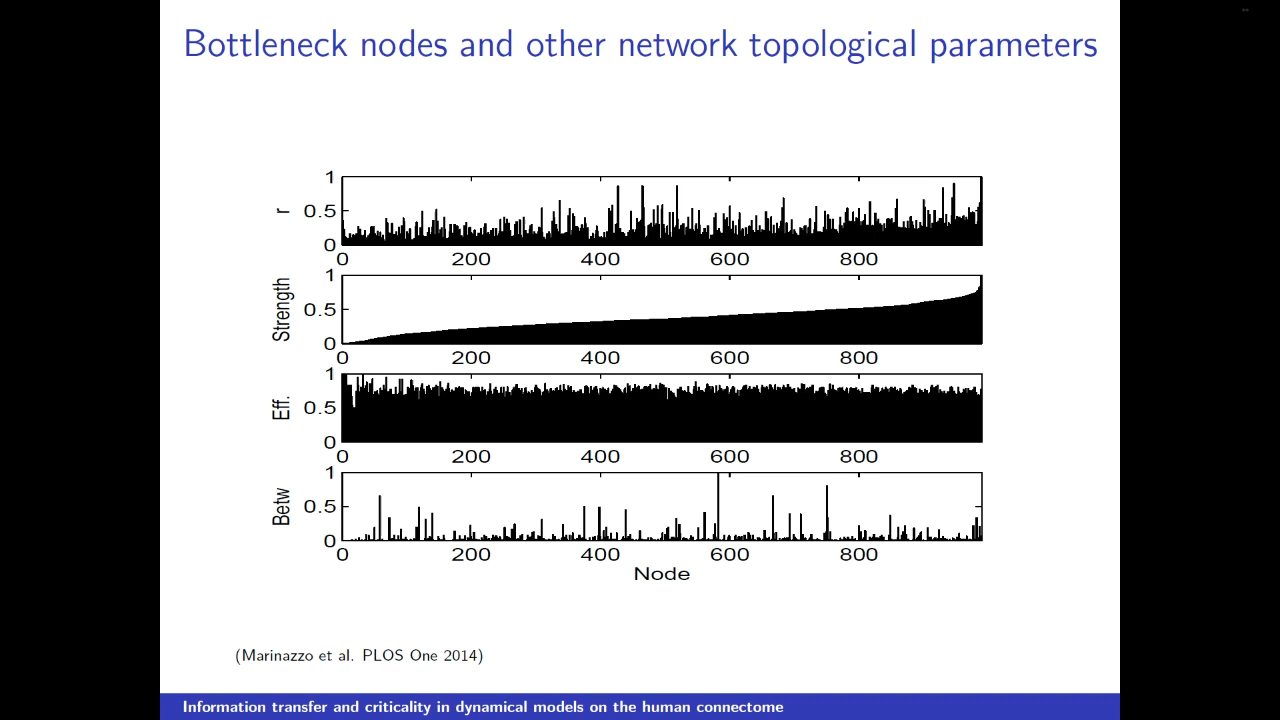 Bottleneck nodes and other network topological parameters
1
0.5
0
r
0 200 400 600 800
1
0.5
0
Strength
0 200 400 600 800
1
0.5
0
Eff.
0 200 400 600 800
1
0.5
0
Betw
0 200 400 600 800
Node
(Marinazzo et al. PLOS One 2014)
Information transfer and criticality in dynamical models on the human connectome